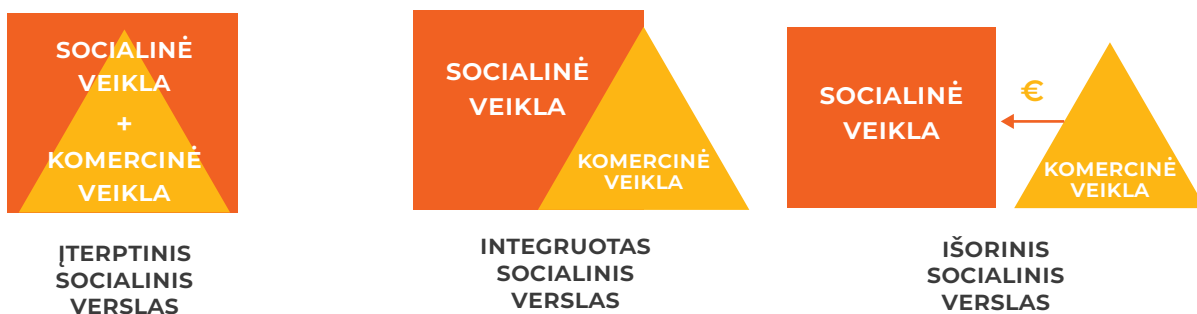 SOCIALINĖ
VEIKLA
+
KOMERCINĖ
VEIKLA
ĮTERPTINIS
SOCIALINIS
VERSLAS
SOCIALINĖ
VEIKLA
KOMERCINĖ
VEIKLA
INTEGRUOTAS
SOCIALINIS
VERSLAS
SOCIALINĖ
VEIKLA
€
KOMERCINĖ
VEIKLA
IŠORINIS
SOCIALINIS
VERSLAS